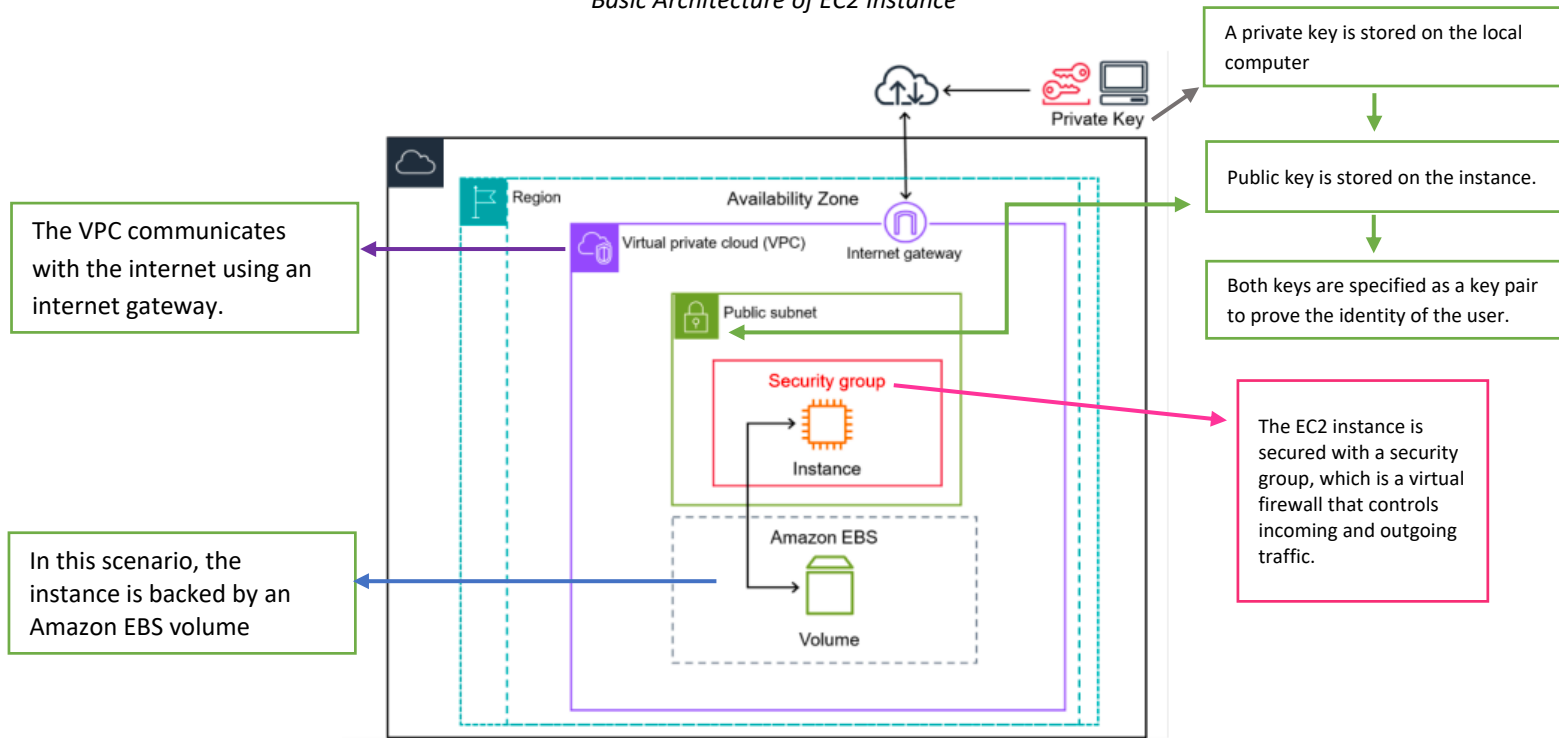 Basic Architecture of EC2 Instance
A private key is stored on the local
computer
Private Key
Public key is stored on the instance.
Both keys are specified as a key pair
to prove the identity of the user.
Region
Availability Zone
Virtual private cloud (VPC)
Internet gateway
The VPC communicates
with the internet using an
internet gateway.
Public subnet
Security group
Instance
The EC2 instance is
secured with a security
group, which is a virtual
firewall that controls
incoming and outgoing
traffic.
Amazon EBS
Volume
In this scenario, the
instance is backed by an
Amazon EBS volume